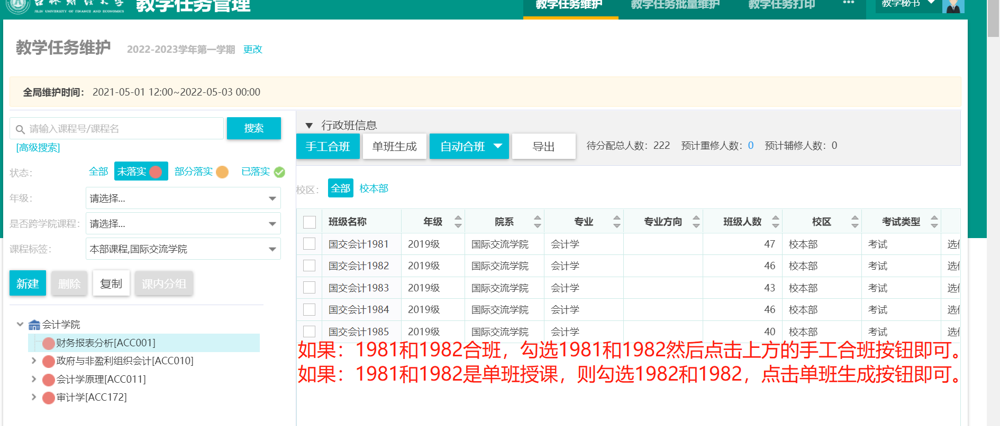 吉林财经大学
JILIN UNIVERSITY OF FINANCE AND ECONOMICS
教学任务管理
教学任务维护 教学任务批量维护 教学任务打印 ··· 教学秘书
教学任务维护 2022-2023学年第一学期 更改
全局维护时间： 2021-05-01 12:00~2022-05-03 00:00
请输入课程号/课程名 搜索
[高级搜索]
状态： 全部 未落实 部分落实 已落实
年级： 请选择...
是否跨学院课程： 请选择...
课程标签： 本部课程,国际交流学院
新建 删除 复制 课内分组
会计学院
财务报表分析[ACC001]
政府与非盈利组织会计[ACC010]
会计学原理[ACC011]
审计学[ACC172]
行政班信息
手工合班 单班生成 自动合班 导出 待分配总人数：222 预计重修人数：0 预计辅修人数：0
校区： 全部 校本部
班级名称 年级 院系 专业 专业方向 班级人数 校区 考试类型
国交会计1981 2019级 国际交流学院 会计学 47 校本部 考试 选
国交会计1982 2019级 国际交流学院 会计学 46 校本部 考试 选
国交会计1983 2019级 国际交流学院 会计学 43 校本部 考试 选
国交会计1984 2019级 国际交流学院 会计学 46 校本部 考试 选
国交会计1985 2019级 国际交流学院 会计学 40 校本部 考试 选
如果：1981和1982合班，勾选1981和1982然后点击上方的手工合班按钮即可。
如果：1981和1982是单班授课，则勾选1982和1982，点击单班生成按钮即可。